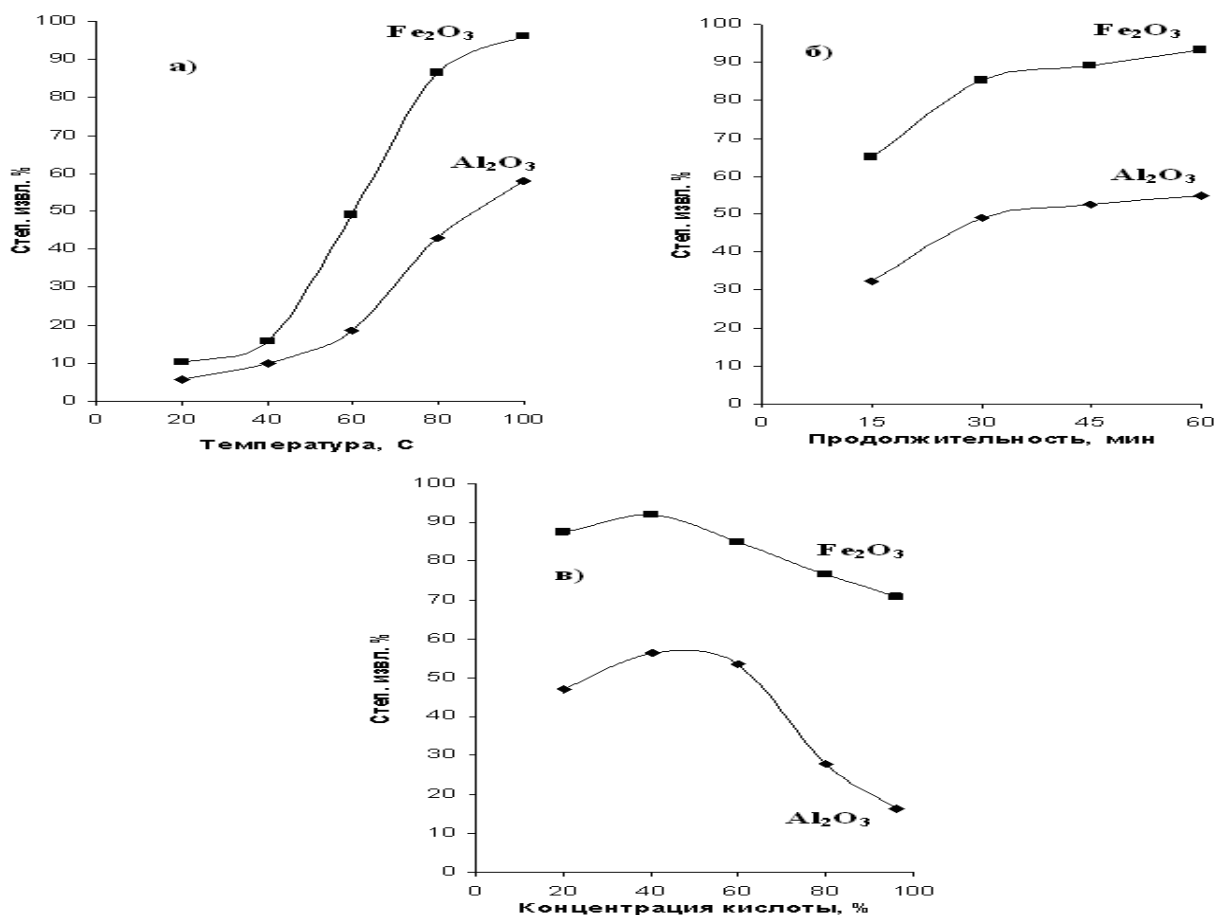 а)
Fe₂O₃
Al₂O₃
Степ. извл. %
100
90
80
70
60
50
40
30
20
10
0
0 20 40 60 80 100
Температура, С
б)
Fe₂O₃
Al₂O₃
Степ. извл. %
100
90
80
70
60
50
40
30
20
10
0
0 15 30 45 60
Продолжительность, мин
в)
Fe₂O₃
Al₂O₃
Степ. извл. %
100
90
80
70
60
50
40
30
20
10
0
0 20 40 60 80 100
Концентрация кислоты, %